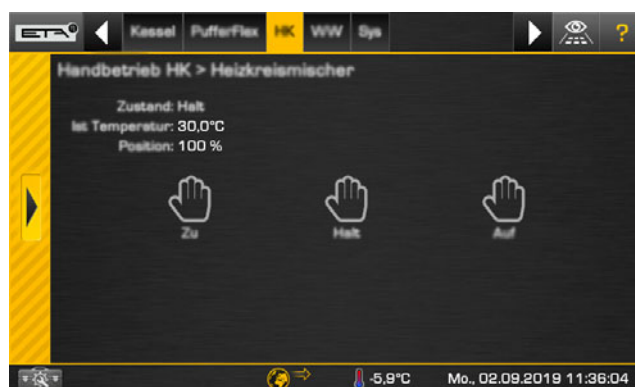 ETA
Kessel PufferFlex HK WW Sys ?
Handbetrieb HK > Heizkreismischer
Zustand: Halt
Ist Temperatur: 30,0°C
Position: 100 %
Zu Halt Auf
-5,9°C Mo., 02.09.2019 11:36:04